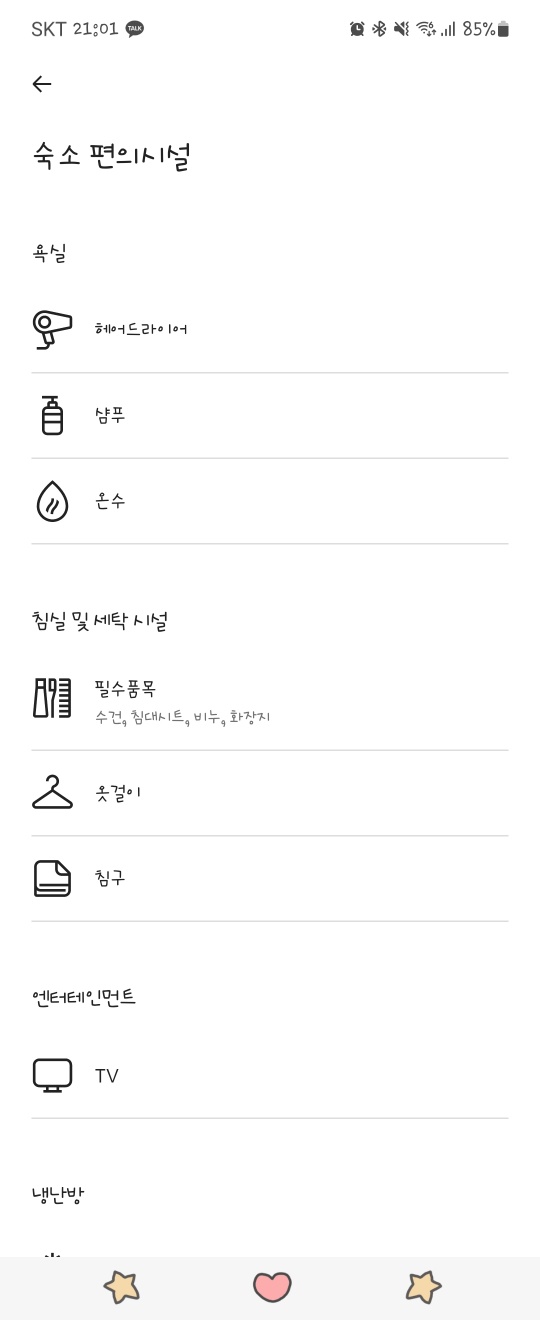 SKT 21:01 TALK 85%
숙소 편의시설
욕실
헤어드라이어
샴푸
온수
침실 및 세탁 시설
필수품목
수건, 침대시트, 비누, 화장지
옷걸이
침구
엔터테인먼트
TV
냉난방